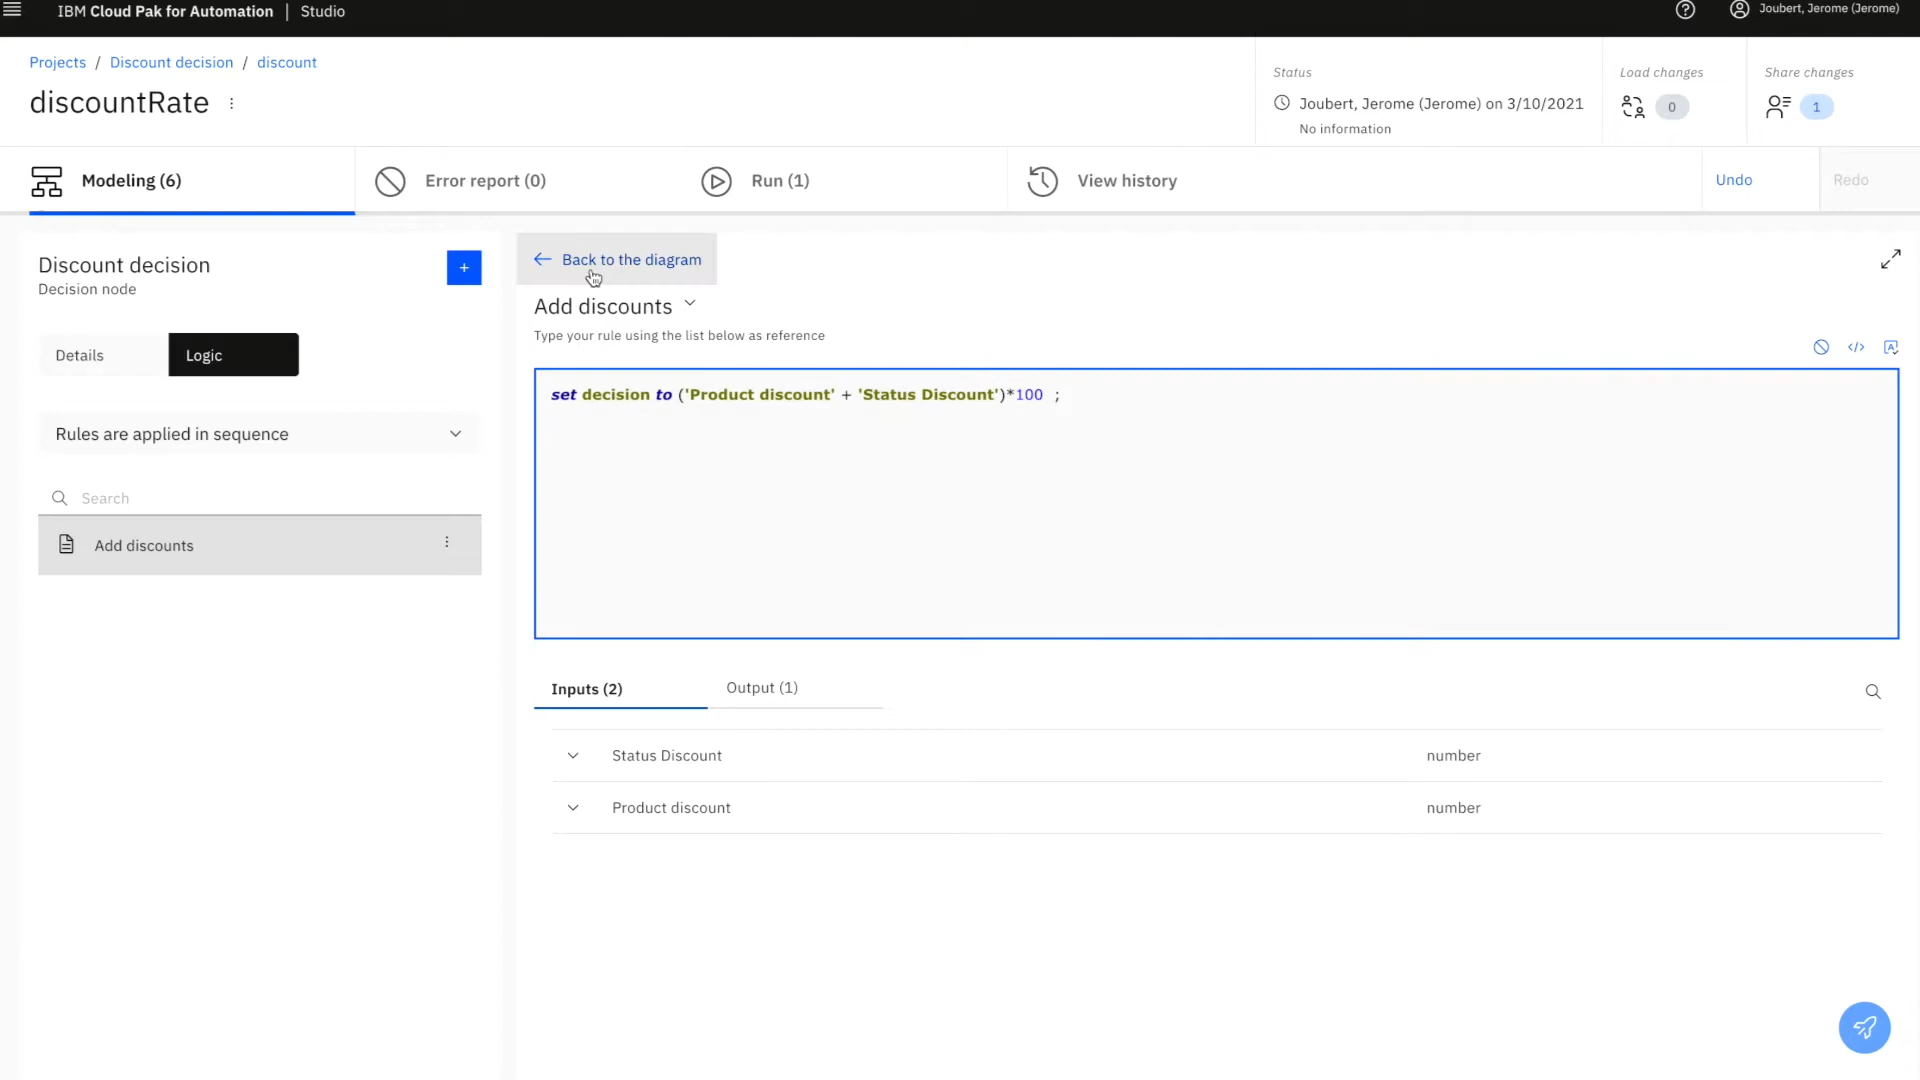 IBM Cloud Pak for Automation | Studio
Joubert, Jerome (Jerome)
Projects / Discount decision / discount
discountRate
Status
Joubert, Jerome (Jerome) on 3/10/2021
No information
Load changes
0
Share changes
1
Modeling (6)
Error report (0)
Run (1)
View history
Undo
Redo
Discount decision
Decision node
+
Details
Logic
Rules are applied in sequence
Search
Add discounts
Back to the diagram
Add discounts
Type your rule using the list below as reference
set decision to ('Product discount' + 'Status Discount')*100 ;
Inputs (2)
Output (1)
Status Discount number
Product discount number